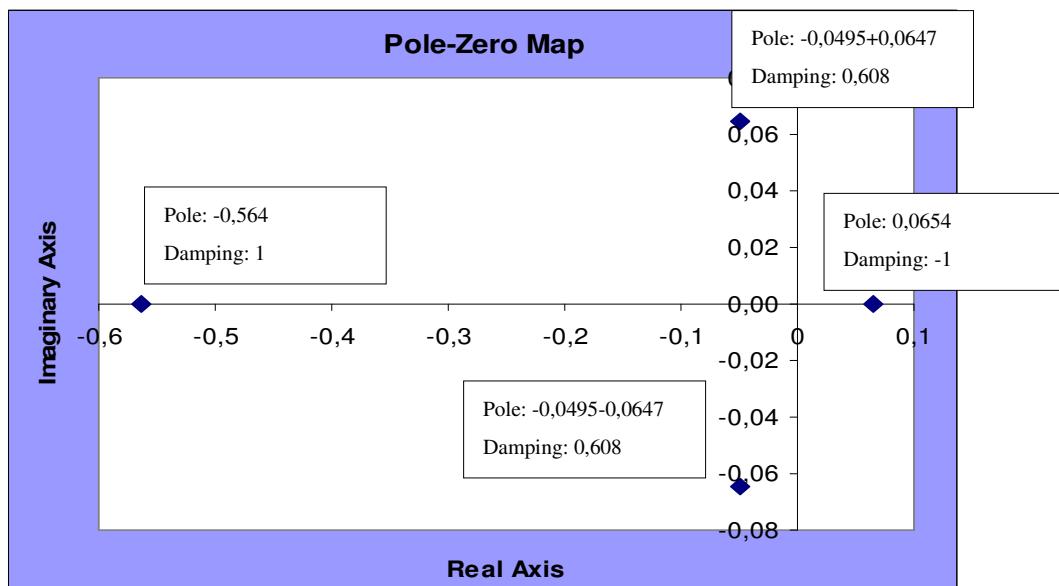 Pole-Zero Map
Pole: -0,0495+0,0647
Damping: 0,608
0,06
0,04
0,02
0,00
-0,02
-0,04
-0,06
-0,08
Pole: -0,564
Damping: 1
Pole: 0,0654
Damping: -1
-0,6
-0,5
-0,4
-0,3
-0,2
-0,1
0
0,1
Pole: -0,0495-0,0647
Damping: 0,608
Imaginary Axis
Real Axis